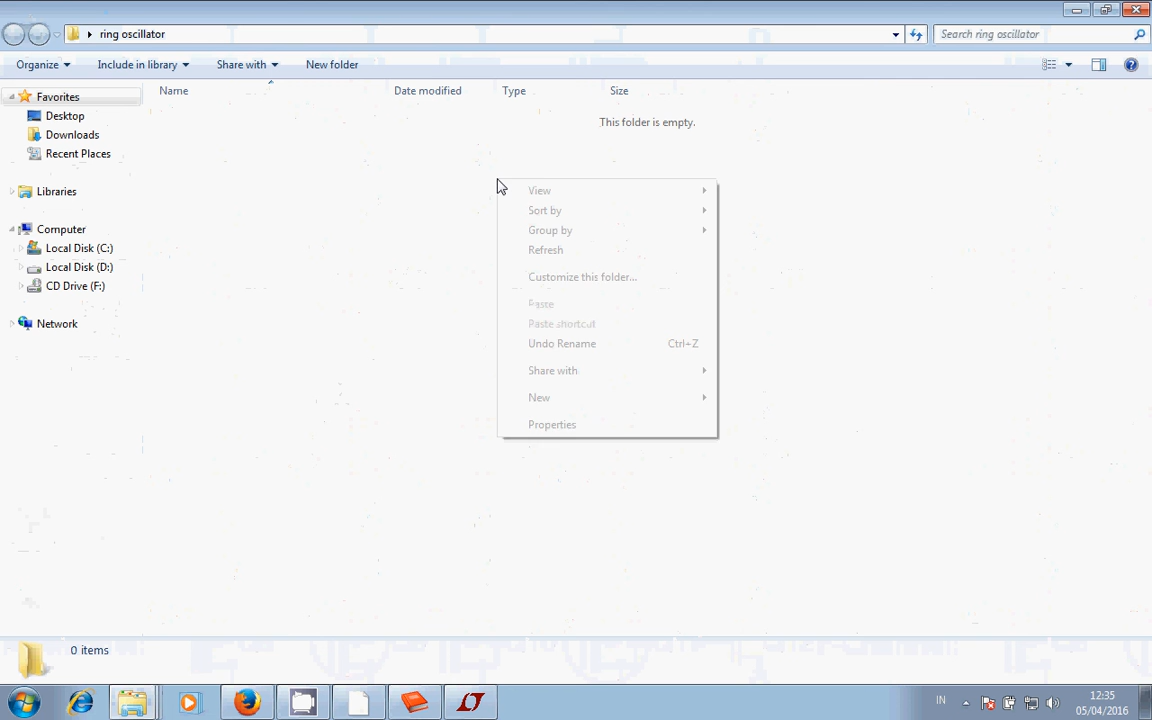 ring oscillator
Search ring oscillator
Organize Include in library Share with New folder
Name Date modified Type Size
This folder is empty.
Favorites
Desktop
Downloads
Recent Places
Libraries
Computer
Local Disk (C:)
Local Disk (D:)
CD Drive (F:)
Network
View
Sort by
Group by
Refresh
Customize this folder...
Paste
Paste shortcut
Undo Rename Ctrl+Z
Share with
New
Properties
0 items
IN
12:35
05/04/2016